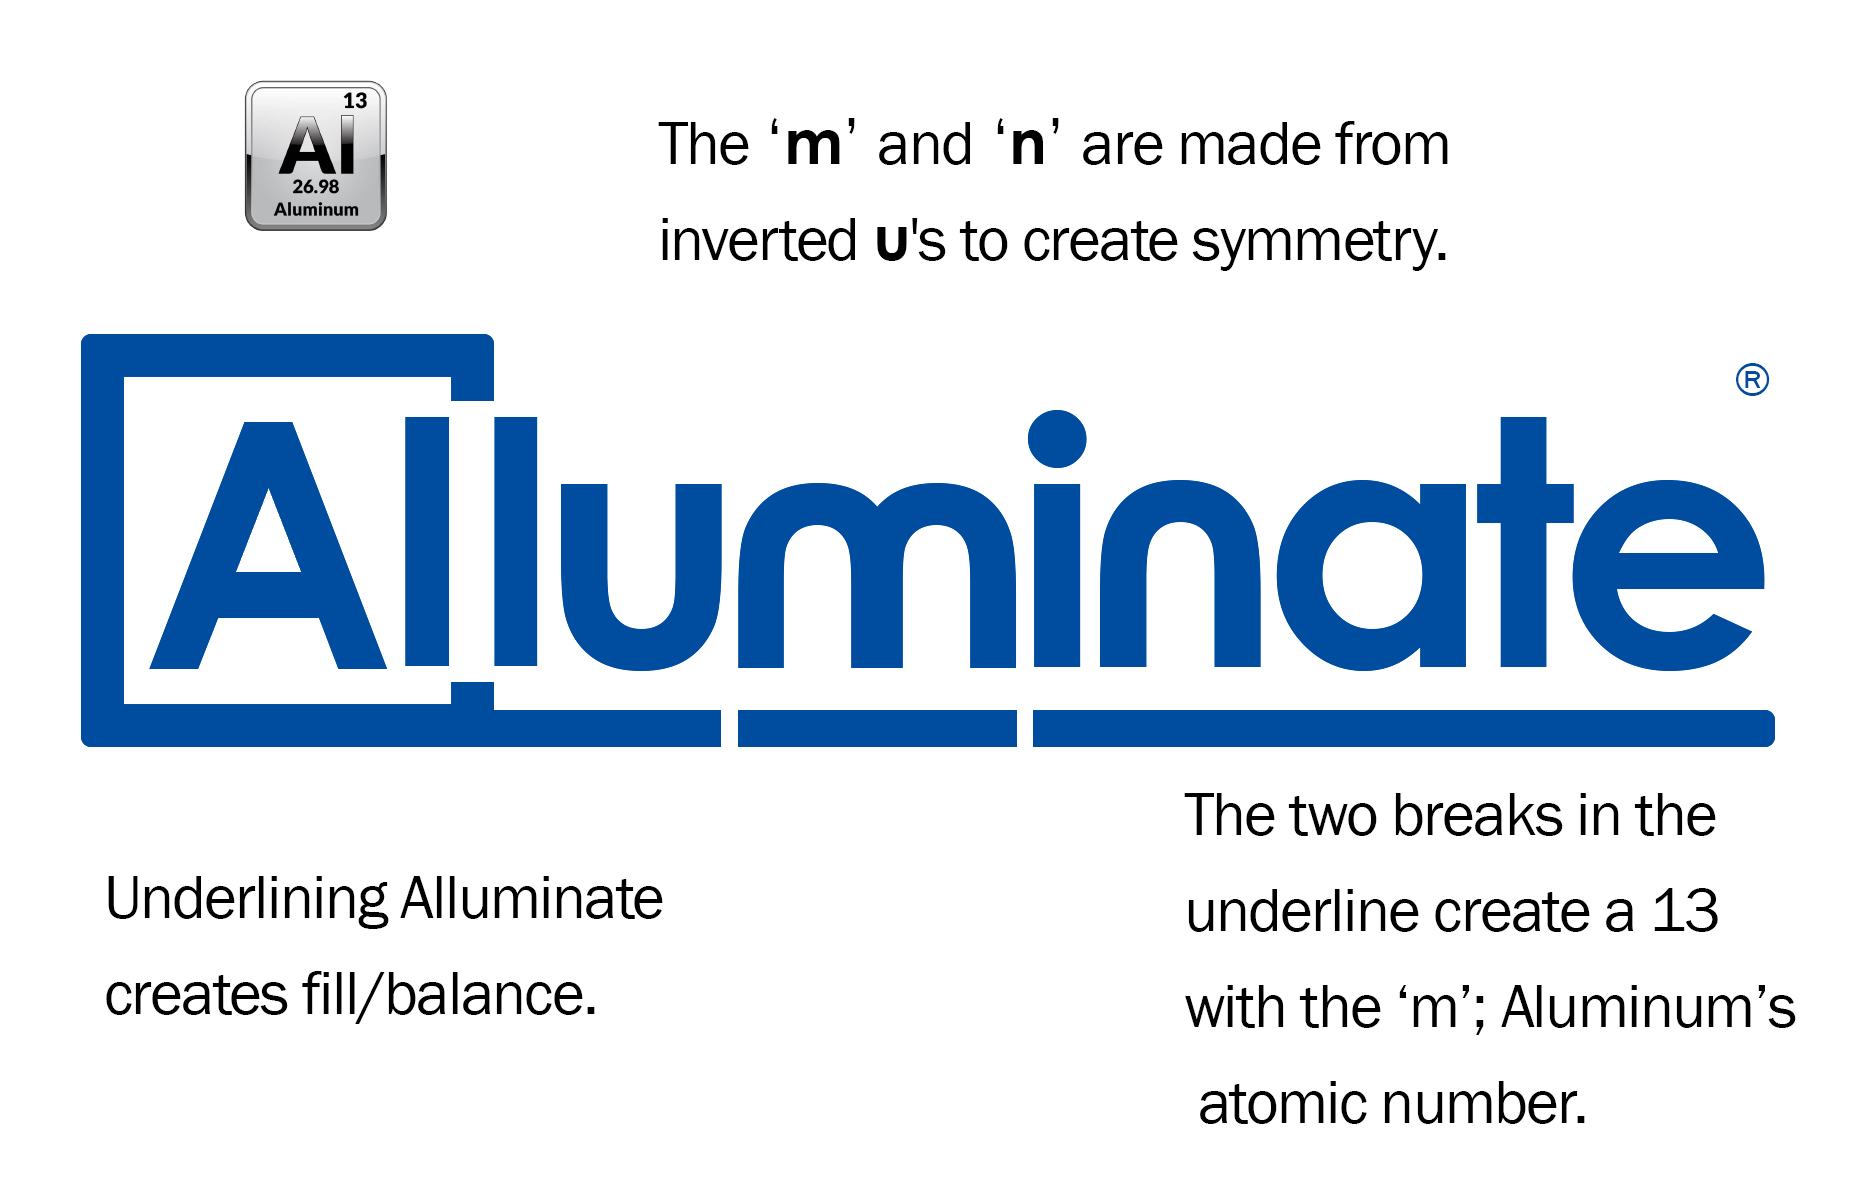 13
Al
26.98
Aluminum
The ‘m’ and ‘n’ are made from
inverted u's to create symmetry.
Alluminate®
Underlining Alluminate
creates fill/balance.
The two breaks in the
underline create a 13
with the ‘m’; Aluminum’s
atomic number.